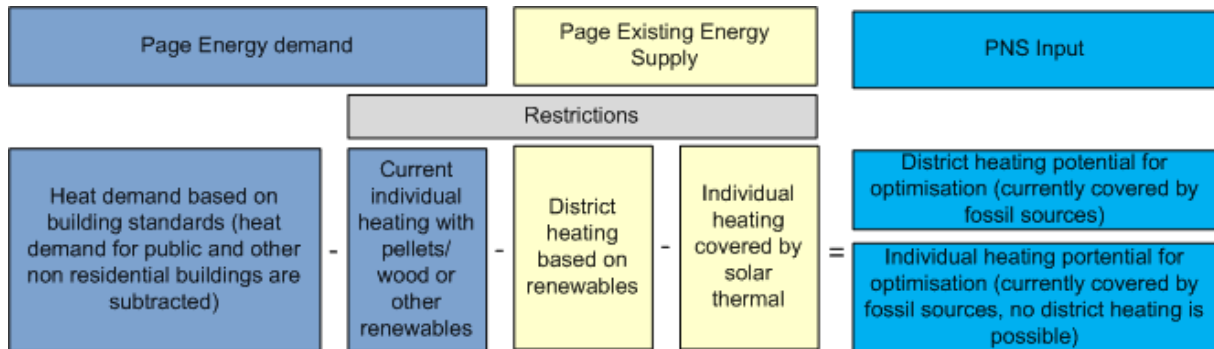 Page Energy demand
Page Existing Energy
Supply
PNS Input
Restrictions
Heat demand based on
building standards (heat
demand for public and other
non residential buildings are
subtracted)
-
Current
individual
heating with
pellets/
wood or
other
renewables
-
District
heating
based on
renewables
-
Individual
heating
covered by
solar
thermal
=
District heating potential for
optimisation (currently covered by
fossil sources)
Individual heating portential for
optimisation (currently covered by
fossil sources, no district heating is
possible)